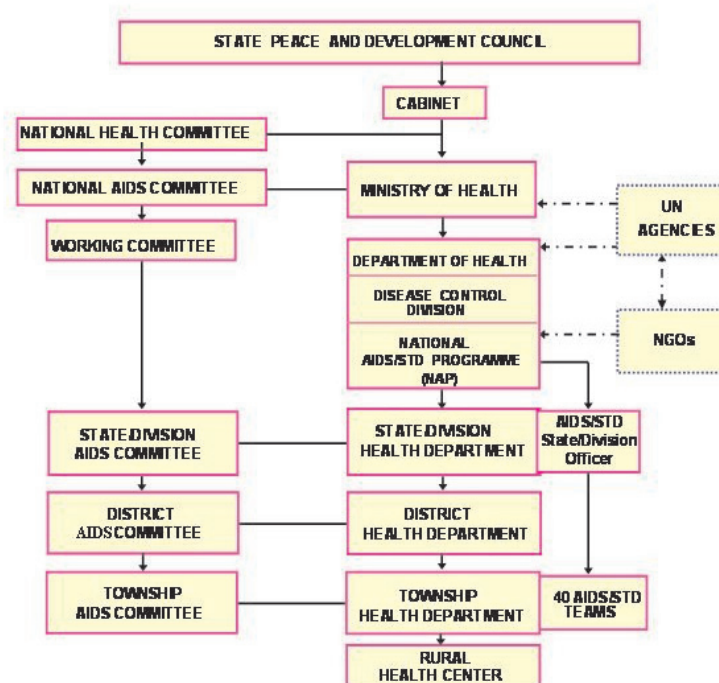 STATE PEACE AND DEVELOPMENT COUNCIL
CABINET
NATIONAL HEALTH COMMITTEE
NATIONAL AIDS COMMITTEE
MINISTRY OF HEALTH
UN
AGENCIES
WORKING COMMITTEE
DEPARTMENT OF HEALTH
DISEASE CONTROL
DIVISION
NATIONAL
AIDS/STD PROGRAMME
(NAP)
NGOs
STATE/DIVISION
AIDS COMMITTEE
STATE/DIVISION
HEALTH DEPARTMENT
AIDS/STD
State/Division
Officer
DISTRICT
AIDS COMMITTEE
DISTRICT
HEALTH DEPARTMENT
TOWNSHIP
AIDS COMMITTEE
TOWNSHIP
HEALTH DEPARTMENT
40 AIDS/STD
TEAMS
RURAL
HEALTH CENTER